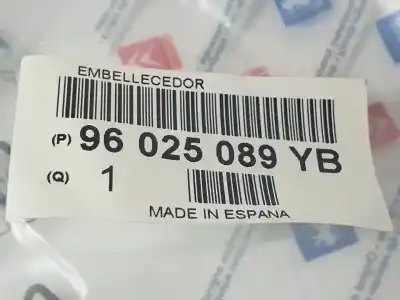 EMBELLECEDOR
(P) 96 025 089 YB
(Q) 1
MADE IN ESPANA